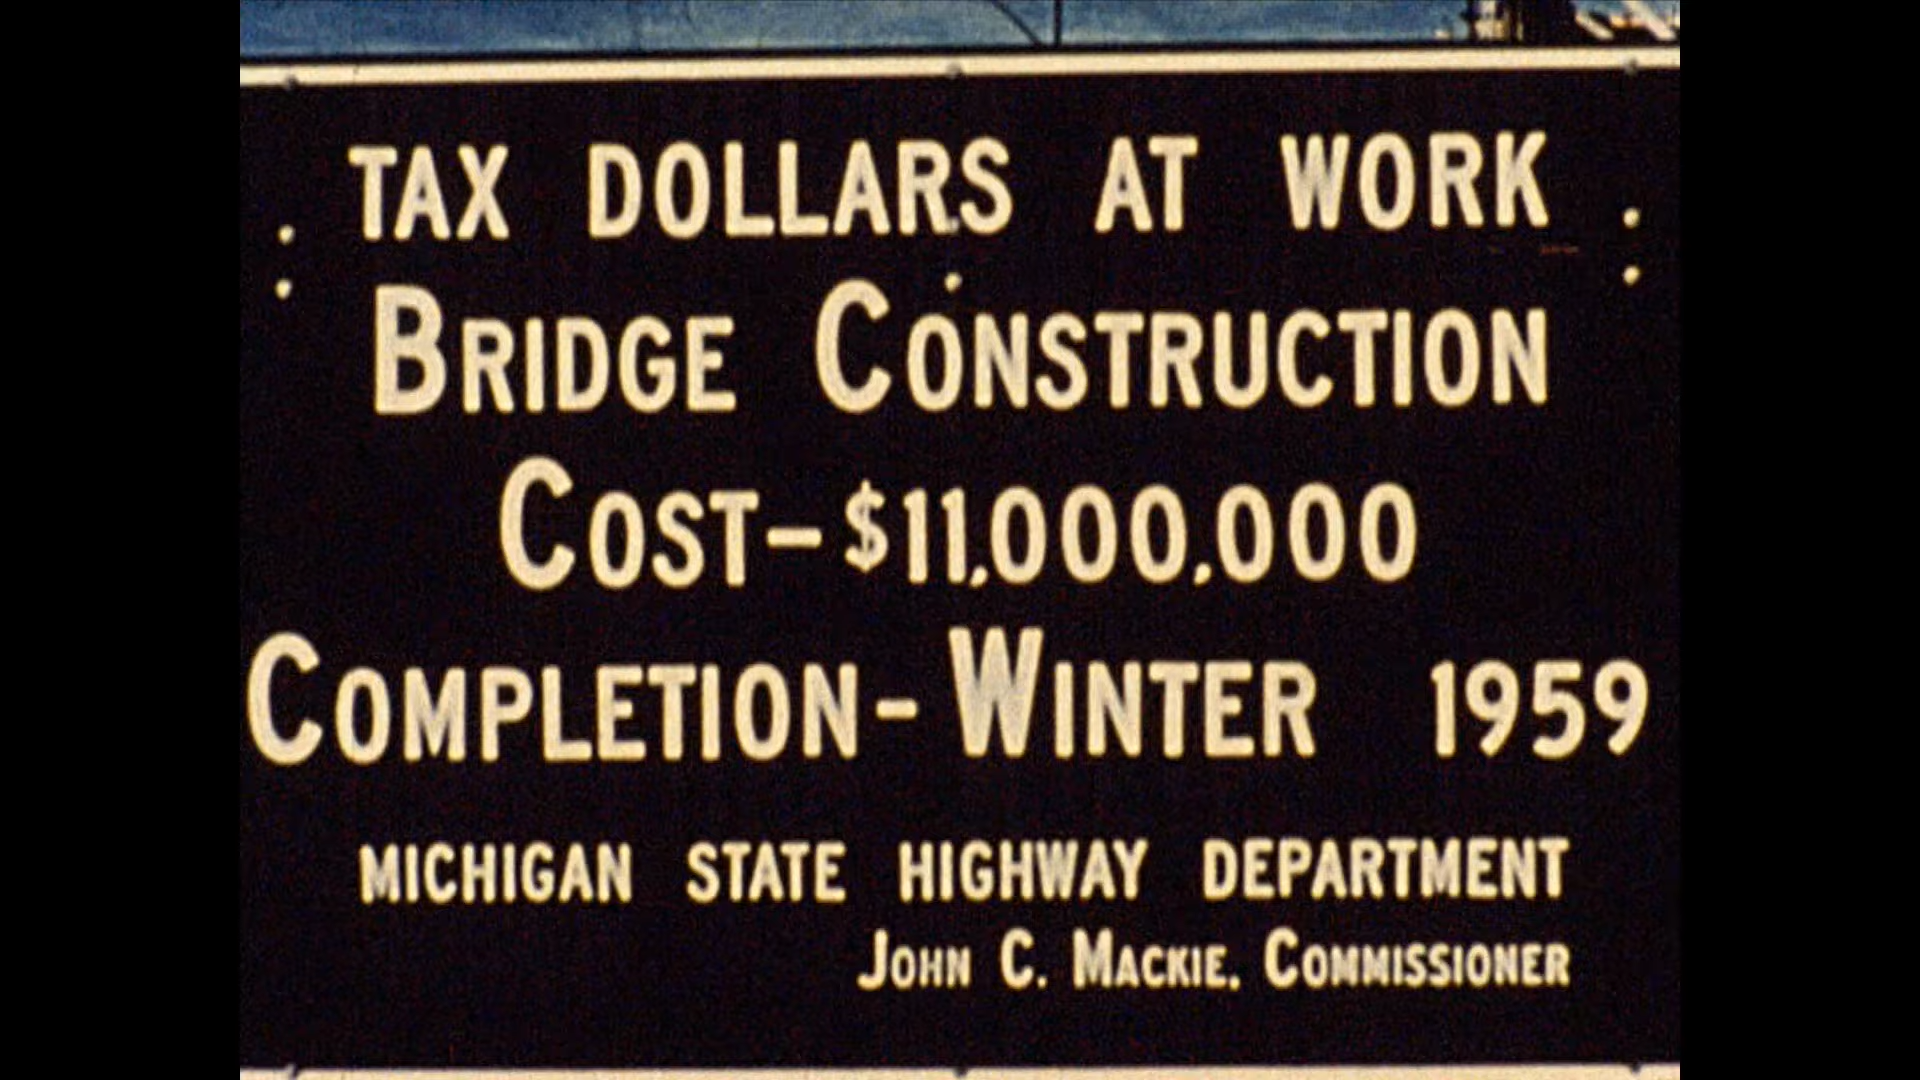 TAX DOLLARS AT WORK
BRIDGE CONSTRUCTION
COST-$11,000,000
COMPLETION-WINTER 1959
MICHIGAN STATE HIGHWAY DEPARTMENT
JOHN C. MACKIE, COMMISSIONER